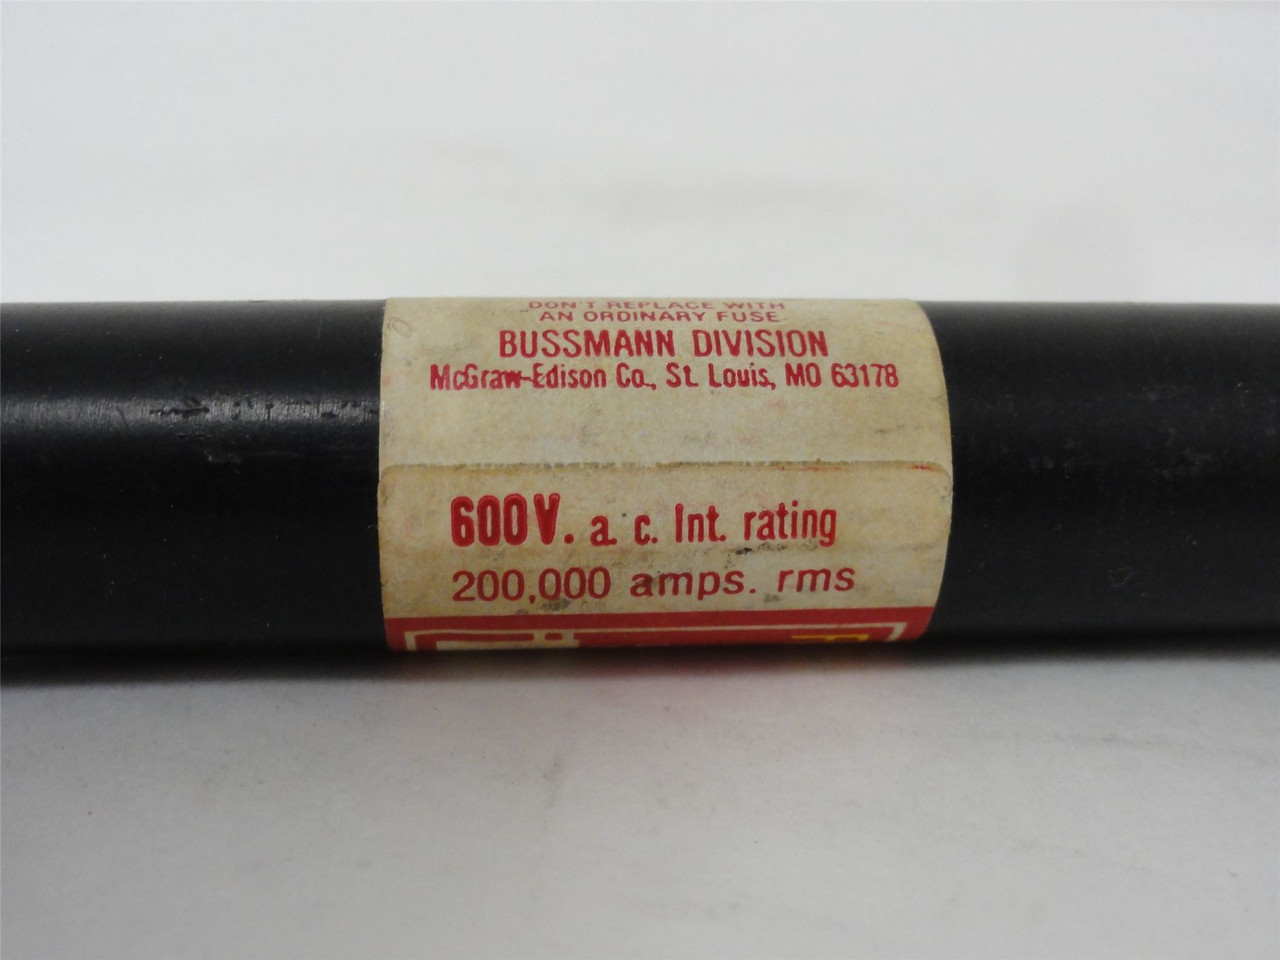 DON'T REPLACE WITH
AN ORDINARY FUSE
BUSSMANN DIVISION
McGraw-Edison Co., St. Louis, MO 63178
600V. a. c. Int. rating
200,000 amps. rms